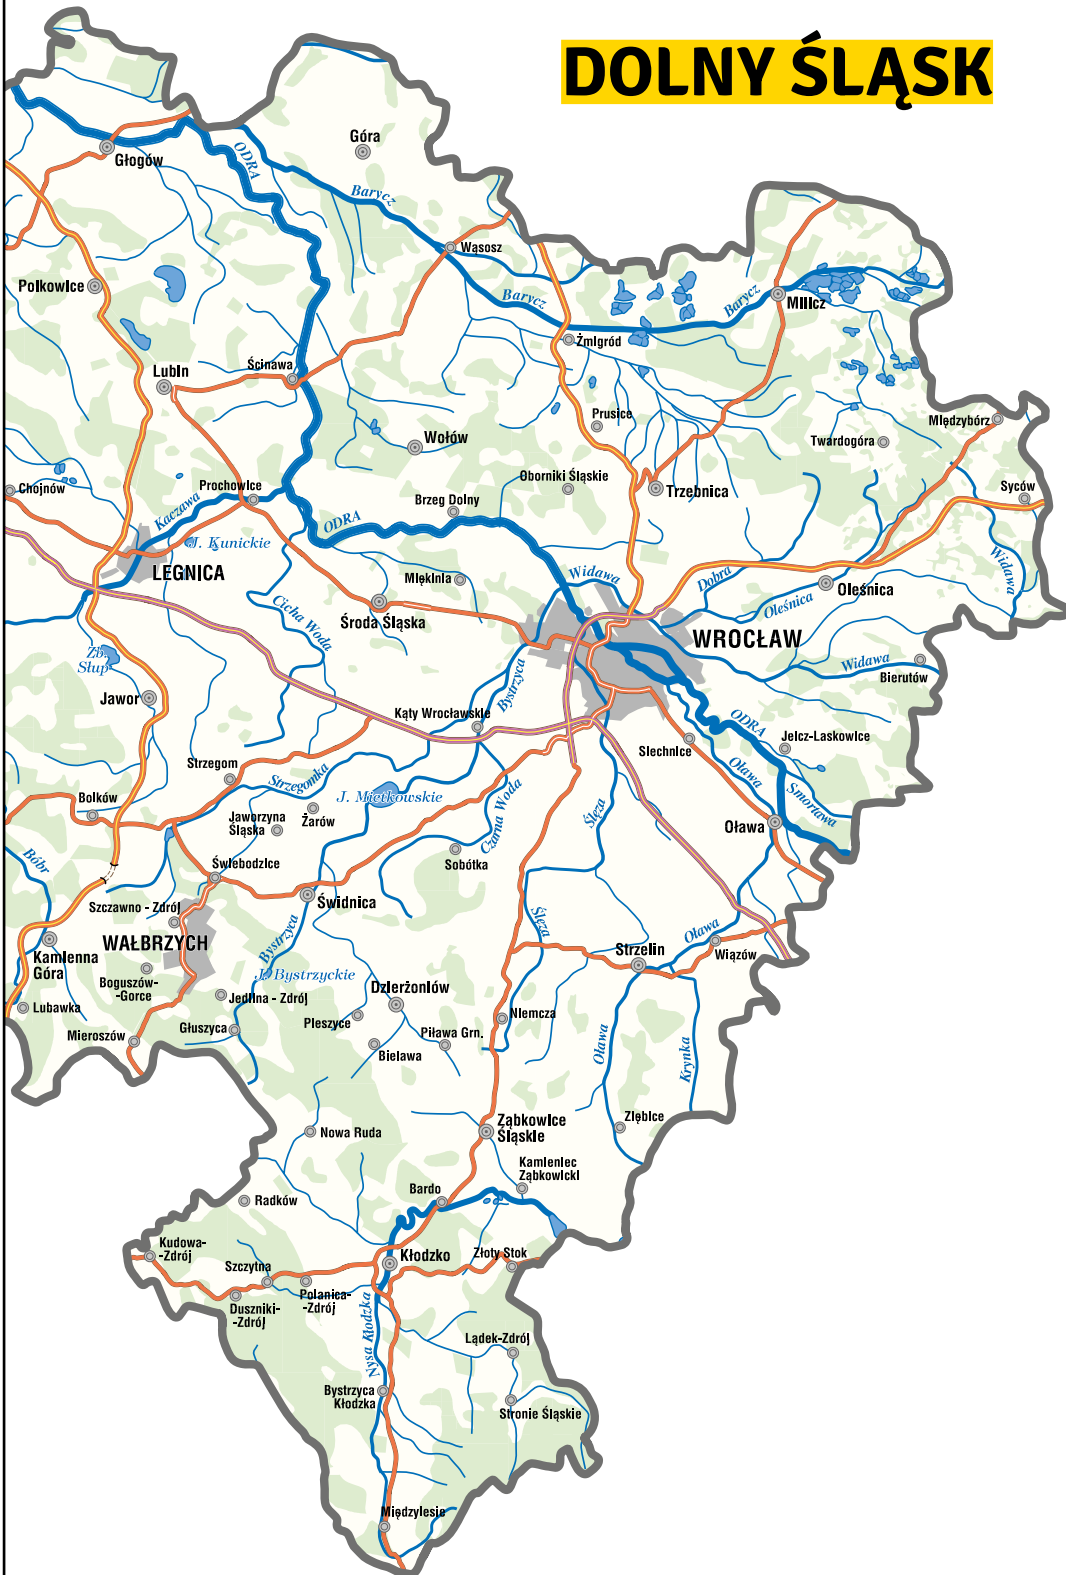 DOLNY ŚLĄSK
Głogów
ODRA
Góra
Barycz
Wąsosz
Polkowice
Barycz
Barycz
Milicz
Żmigród
Lubin
Ścinawa
Prusice
Międzybórz
Wołów
Twardogóra
Oborniki Śląskie
Trzebnica
Syców
Chojnów
Prochowice
Brzeg Dolny
Kaczawa
ODRA
J. Kunickie
LEGNICA
Miękinia
Widawa
Dobra
Widawa
Oleśnica
Oleśnica
Cicha Woda
Środa Śląska
WROCŁAW
Zb.
Słup
Widawa
Bierutów
Jawor
Bystrzyca
Kąty Wrocławskie
ODRA
Siechnice
Jelcz-Laskowice
Strzegom
Strzegomka
Oława
J. Mietkowskie
Smortawa
Bolków
Jaworzyna
Śląska
Żarów
Czarna Woda
Ślęza
Oława
Bóbr
Świebodzice
Sobótka
Świdnica
Szczawno - Zdrój
Ślęza
WAŁBRZYCH
Bystrzyca
Strzelin
Oława
Wiązów
Kamienna
Góra
Boguszów-
-Gorce
J. Bystrzyckie
Dzierżoniów
Jedlina - Zdrój
Lubawka
Pieszyce
Niemcza
Głuszyca
Mieroszów
Piława Grn.
Bielawa
Oława
Krynka
Nowa Ruda
Ząbkowice
Śląskie
Ziębice
Kamieniec
Ząbkowicki
Bardo
Radków
Kudowa-
-Zdrój
Kłodzko
Złoty Stok
Szczytna
Polanica-
-Zdrój
Duszniki-
-Zdrój
Nysa Kłodzka
Lądek-Zdrój
Bystrzyca
Kłodzka
Stronie Śląskie
Międzylesie